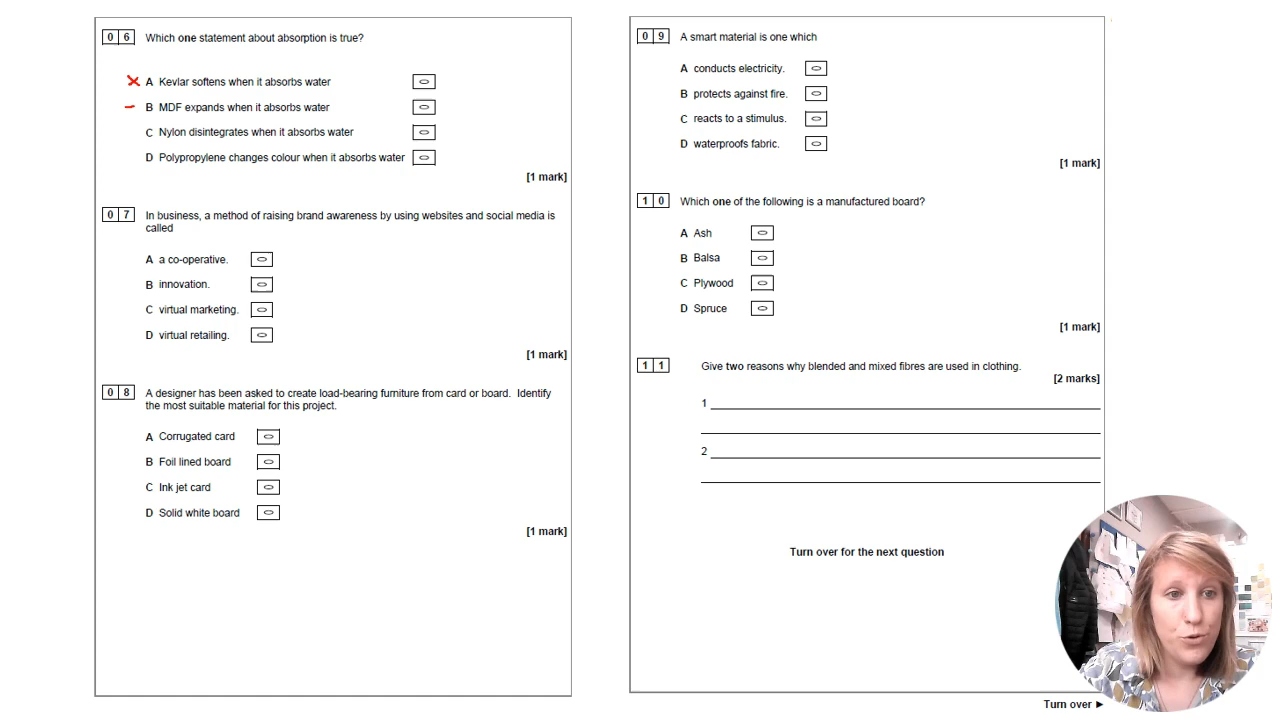 0 6 Which one statement about absorption is true?
A Kevlar softens when it absorbs water
B MDF expands when it absorbs water
C Nylon disintegrates when it absorbs water
D Polypropylene changes colour when it absorbs water
[1 mark]
0 7 In business, a method of raising brand awareness by using websites and social media is
called
A a co-operative.
B innovation.
C virtual marketing.
D virtual retailing.
[1 mark]
0 8 A designer has been asked to create load-bearing furniture from card or board. Identify
the most suitable material for this project.
A Corrugated card
B Foil lined board
C Ink jet card
D Solid white board
[1 mark]
0 9 A smart material is one which
A conducts electricity.
B protects against fire.
C reacts to a stimulus.
D waterproofs fabric.
[1 mark]
1 0 Which one of the following is a manufactured board?
A Ash
B Balsa
C Plywood
D Spruce
[1 mark]
1 1 Give two reasons why blended and mixed fibres are used in clothing.
[2 marks]
1
2
Turn over for the next question
Turn over ►